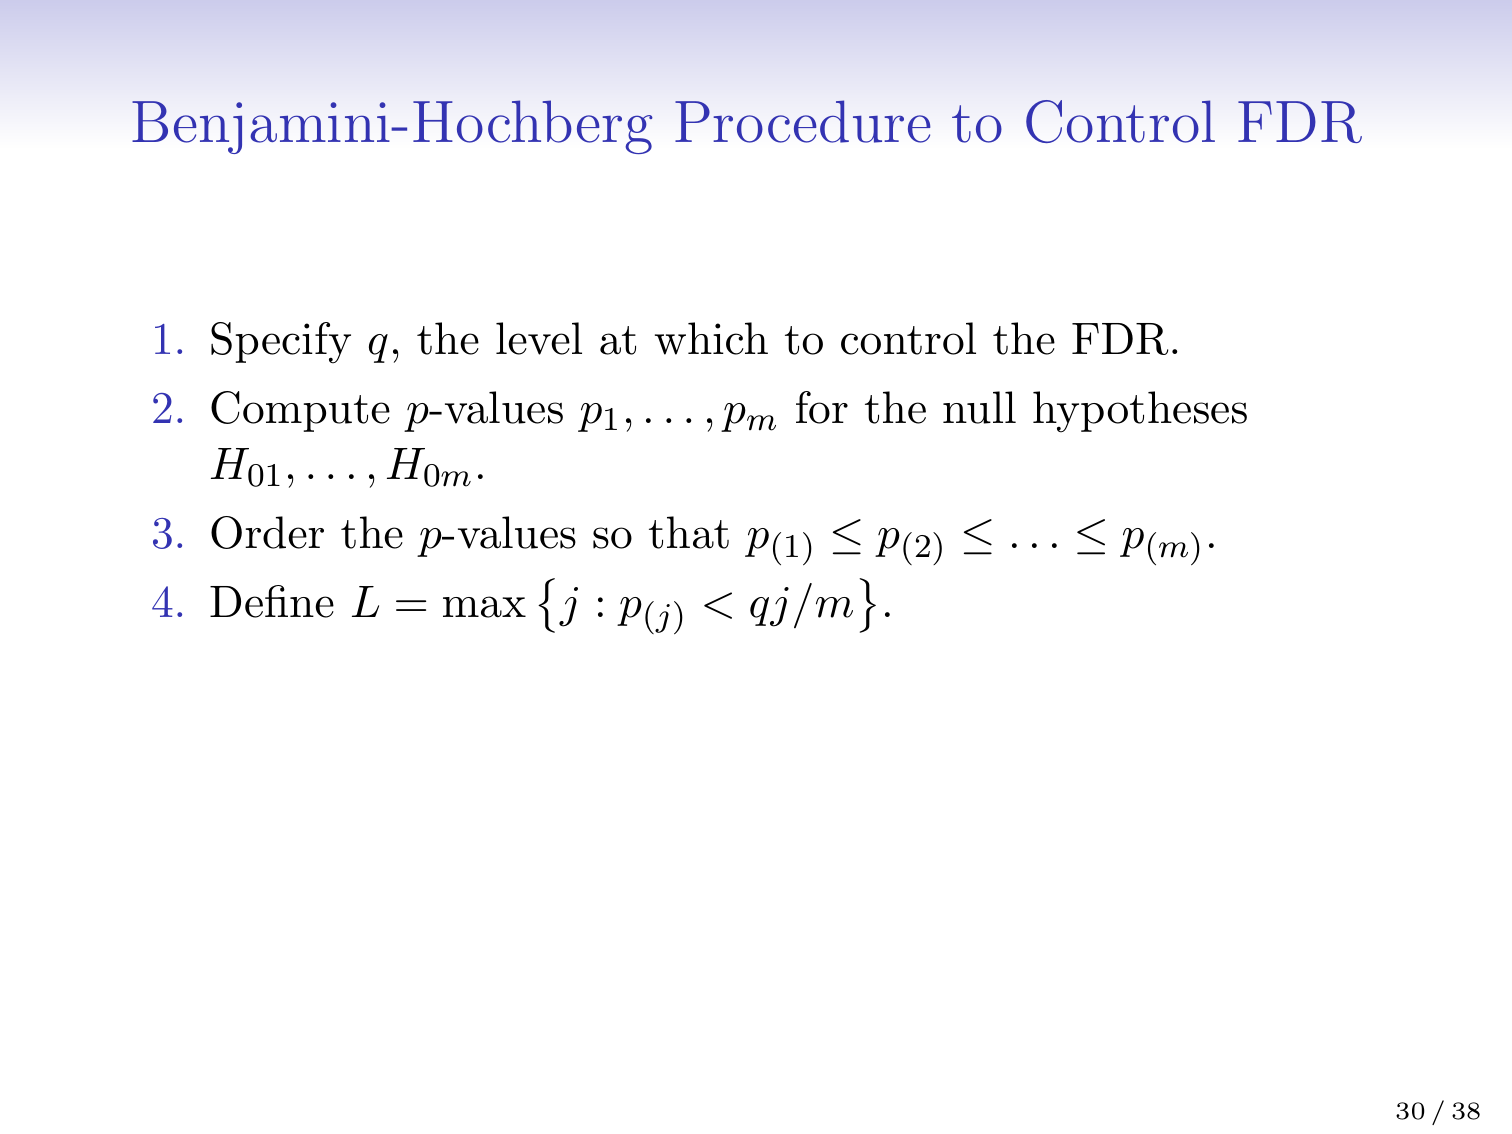 Benjamini-Hochberg Procedure to Control FDR
1. Specify q, the level at which to control the FDR.
2. Compute p-values p₁, . . . , pₘ for the null hypotheses
H₀₁, . . . , H₀ₘ.
3. Order the p-values so that p₍₁₎ ≤ p₍₂₎ ≤ . . . ≤ p₍ₘ₎.
4. Define L = max {j : p₍ⱼ₎ < qj/m}.
30 / 38